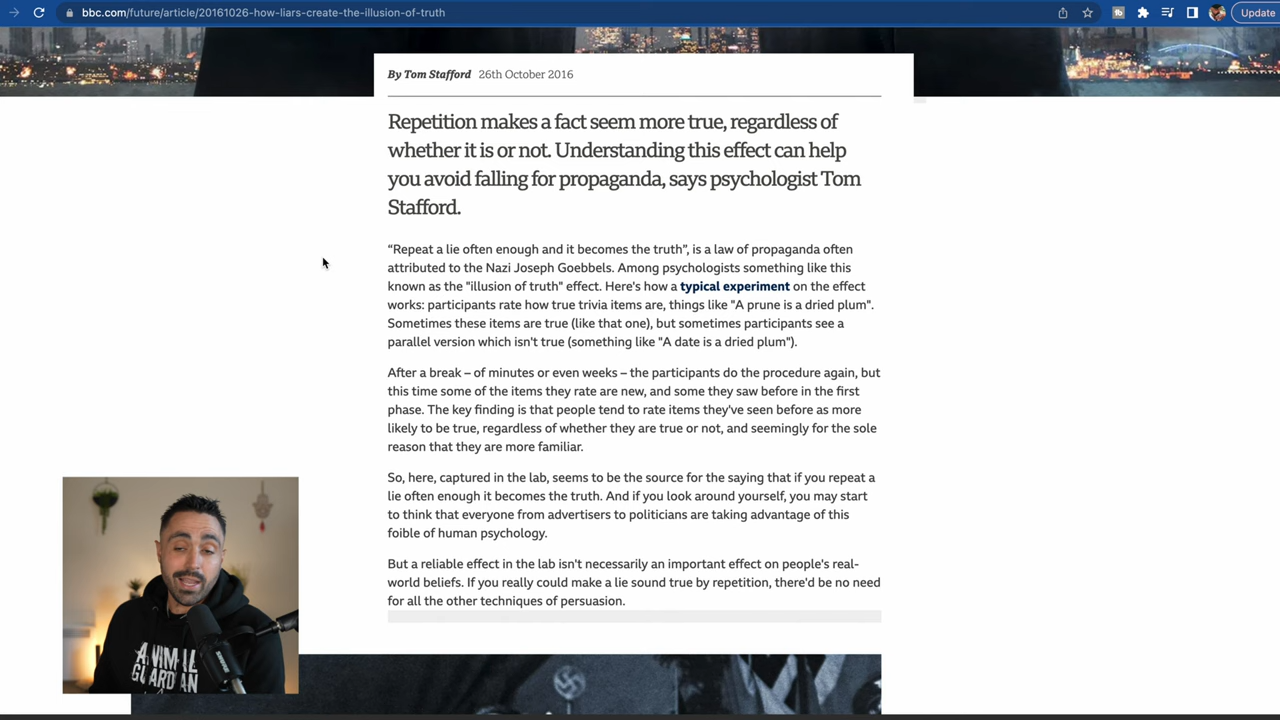 bbc.com/future/article/20161026-how-liars-create-the-illusion-of-truth
Update
By Tom Stafford 26th October 2016
Repetition makes a fact seem more true, regardless of
whether it is or not. Understanding this effect can help
you avoid falling for propaganda, says psychologist Tom
Stafford.
“Repeat a lie often enough and it becomes the truth”, is a law of propaganda often
attributed to the Nazi Joseph Goebbels. Among psychologists something like this
known as the "illusion of truth" effect. Here's how a typical experiment on the effect
works: participants rate how true trivia items are, things like "A prune is a dried plum".
Sometimes these items are true (like that one), but sometimes participants see a
parallel version which isn't true (something like "A date is a dried plum").
After a break – of minutes or even weeks – the participants do the procedure again, but
this time some of the items they rate are new, and some they saw before in the first
phase. The key finding is that people tend to rate items they've seen before as more
likely to be true, regardless of whether they are true or not, and seemingly for the sole
reason that they are more familiar.
So, here, captured in the lab, seems to be the source for the saying that if you repeat a
lie often enough it becomes the truth. And if you look around yourself, you may start
to think that everyone from advertisers to politicians are taking advantage of this
foible of human psychology.
But a reliable effect in the lab isn't necessarily an important effect on people's real-
world beliefs. If you really could make a lie sound true by repetition, there'd be no need
for all the other techniques of persuasion.
ANIMAL
GUARDIAN